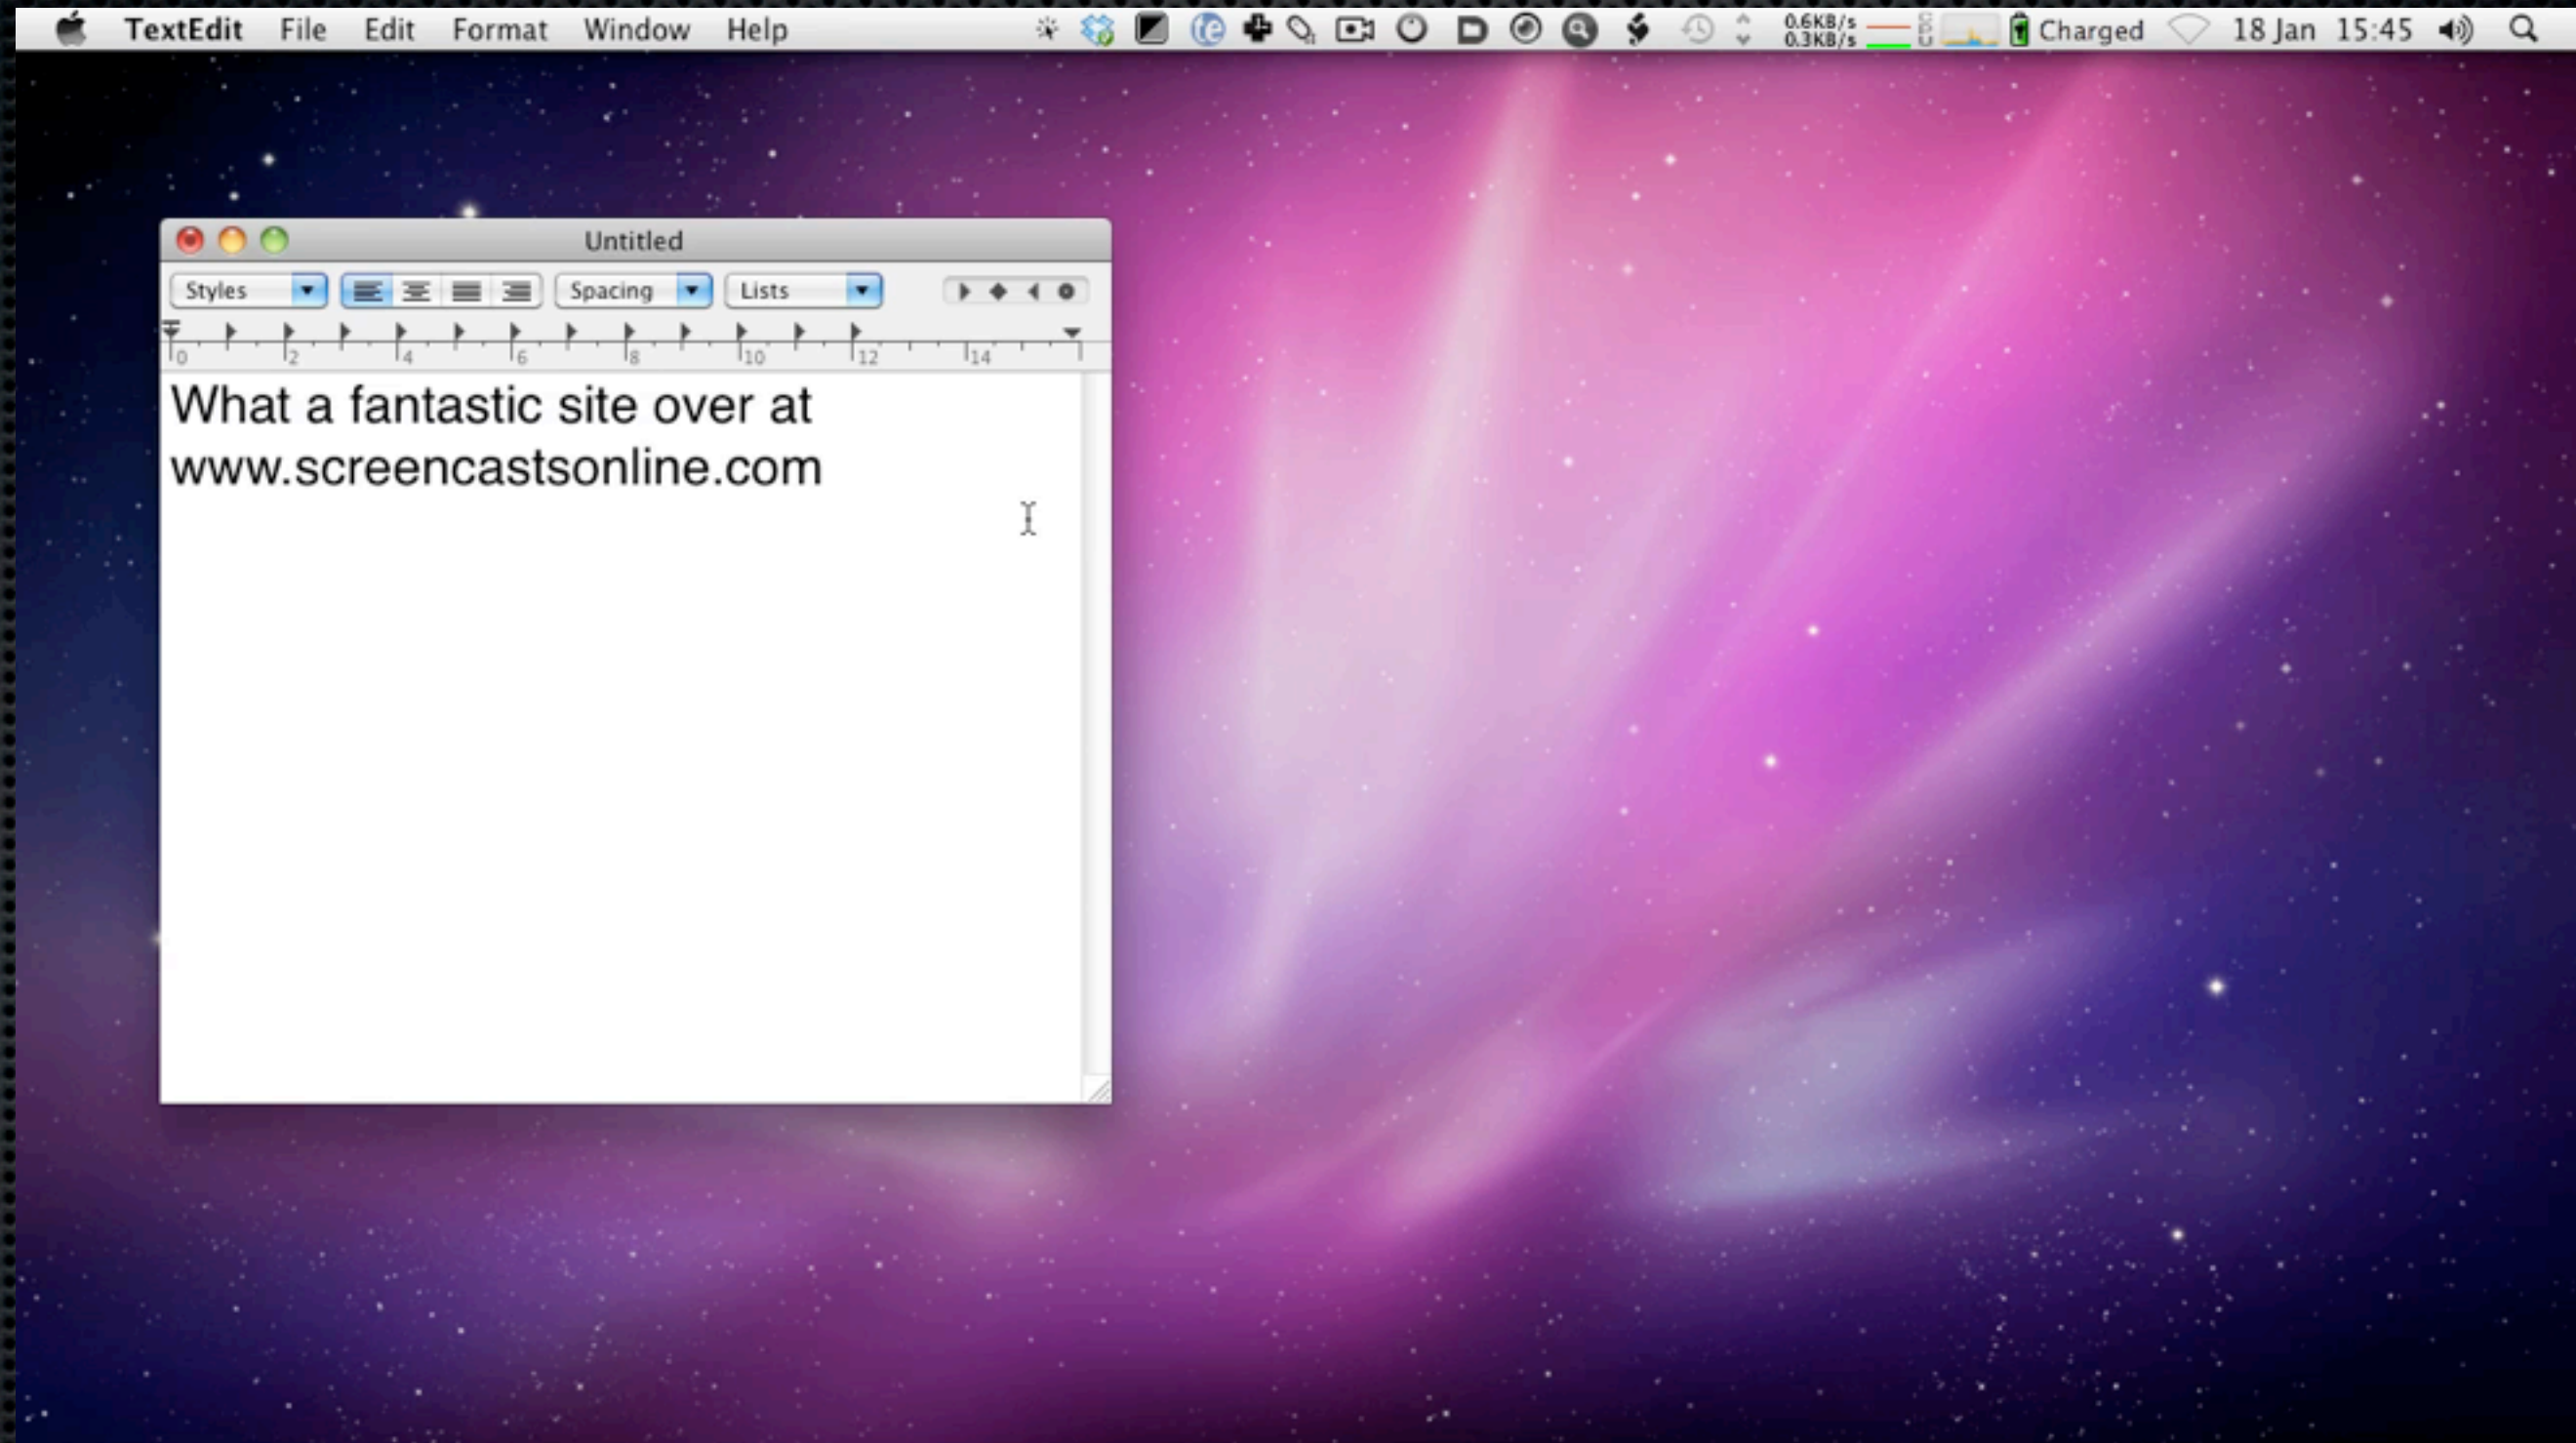 TextEdit File Edit Format Window Help
0.6KB/s
0.3KB/s
CPU
Charged 18 Jan 15:45
Untitled
Styles Spacing Lists
0 2 4 6 8 10 12 14
What a fantastic site over at
www.screencastsonline.com